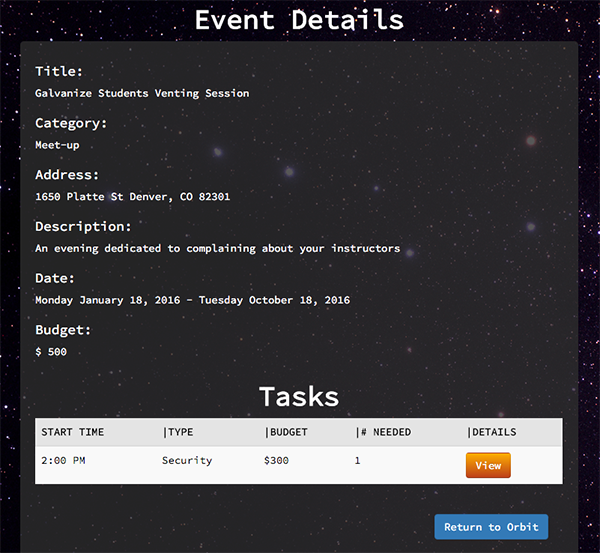 Event Details
Title:
Galvanize Students Venting Session
Category:
Meet-up
Address:
1650 Platte St Denver, CO 82301
Description:
An evening dedicated to complaining about your instructors
Date:
Monday January 18, 2016 - Tuesday October 18, 2016
Budget:
$ 500
Tasks
START TIME |TYPE |BUDGET |# NEEDED |DETAILS
2:00 PM Security $300 1 View
Return to Orbit